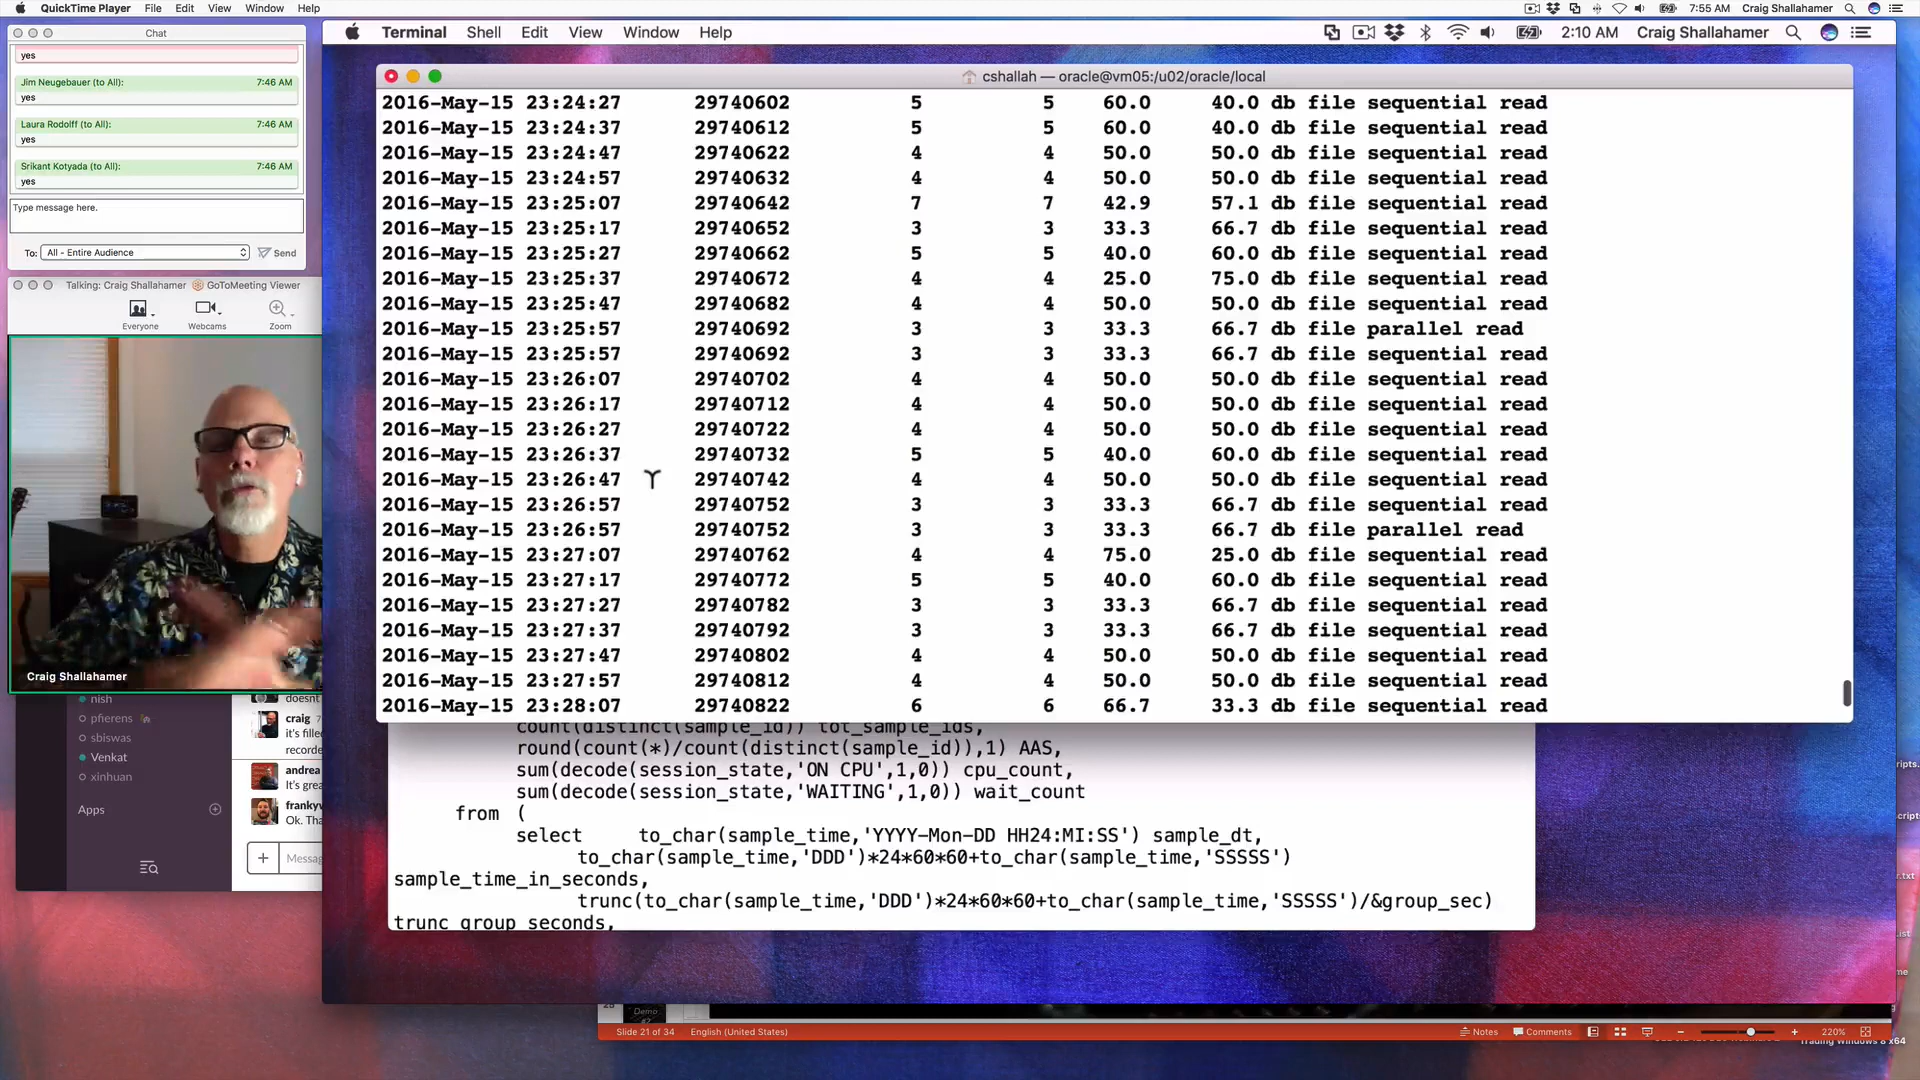 QuickTime Player File Edit View Window Help
7:55 AM Craig Shallahamer
Chat
yes
Jim Neugebauer (to All): 7:46 AM
yes
Laura Rodolff (to All): 7:46 AM
yes
Srikant Kotyada (to All): 7:46 AM
yes
Type message here.
To: All - Entire Audience Send
Talking: Craig Shallahamer GoToMeeting Viewer
Everyone Webcams Zoom
Craig Shallahamer
nish
pfierens
sbiswas
Venkat
xinhuan
Apps
doesnt
craig 7
it's fille
recorde
andrea
It's grea
frankyw
Ok. Tha
Messa
Terminal Shell Edit View Window Help
2:10 AM Craig Shallahamer
cshallah — oracle@vm05:/u02/oracle/local
2016-May-15 23:24:27 29740602 5 5 60.0 40.0 db file sequential read
2016-May-15 23:24:37 29740612 5 5 60.0 40.0 db file sequential read
2016-May-15 23:24:47 29740622 4 4 50.0 50.0 db file sequential read
2016-May-15 23:24:57 29740632 4 4 50.0 50.0 db file sequential read
2016-May-15 23:25:07 29740642 7 7 42.9 57.1 db file sequential read
2016-May-15 23:25:17 29740652 3 3 33.3 66.7 db file sequential read
2016-May-15 23:25:27 29740662 5 5 40.0 60.0 db file sequential read
2016-May-15 23:25:37 29740672 4 4 25.0 75.0 db file sequential read
2016-May-15 23:25:47 29740682 4 4 50.0 50.0 db file sequential read
2016-May-15 23:25:57 29740692 3 3 33.3 66.7 db file parallel read
2016-May-15 23:25:57 29740692 3 3 33.3 66.7 db file sequential read
2016-May-15 23:26:07 29740702 4 4 50.0 50.0 db file sequential read
2016-May-15 23:26:17 29740712 4 4 50.0 50.0 db file sequential read
2016-May-15 23:26:27 29740722 4 4 50.0 50.0 db file sequential read
2016-May-15 23:26:37 29740732 5 5 40.0 60.0 db file sequential read
2016-May-15 23:26:47 29740742 4 4 50.0 50.0 db file sequential read
2016-May-15 23:26:57 29740752 3 3 33.3 66.7 db file sequential read
2016-May-15 23:26:57 29740752 3 3 33.3 66.7 db file parallel read
2016-May-15 23:27:07 29740762 4 4 75.0 25.0 db file sequential read
2016-May-15 23:27:17 29740772 5 5 40.0 60.0 db file sequential read
2016-May-15 23:27:27 29740782 3 3 33.3 66.7 db file sequential read
2016-May-15 23:27:37 29740792 3 3 33.3 66.7 db file sequential read
2016-May-15 23:27:47 29740802 4 4 50.0 50.0 db file sequential read
2016-May-15 23:27:57 29740812 4 4 50.0 50.0 db file sequential read
2016-May-15 23:28:07 29740822 6 6 66.7 33.3 db file sequential read
count(distinct(sample_id)) tot_sample_ids,
round(count(*)/count(distinct(sample_id)),1) AAS,
sum(decode(session_state,'ON CPU',1,0)) cpu_count,
sum(decode(session_state,'WAITING',1,0)) wait_count
from (
select to_char(sample_time,'YYYY-Mon-DD HH24:MI:SS') sample_dt,
to_char(sample_time,'DDD')*24*60*60+to_char(sample_time,'SSSSS')
sample_time_in_seconds,
trunc(to_char(sample_time,'DDD')*24*60*60+to_char(sample_time,'SSSSS')/&group_sec)
trunc_group_seconds,
Demo
Slide 21 of 34 English (United States) Notes Comments 220%
Trading Windows 8 x64